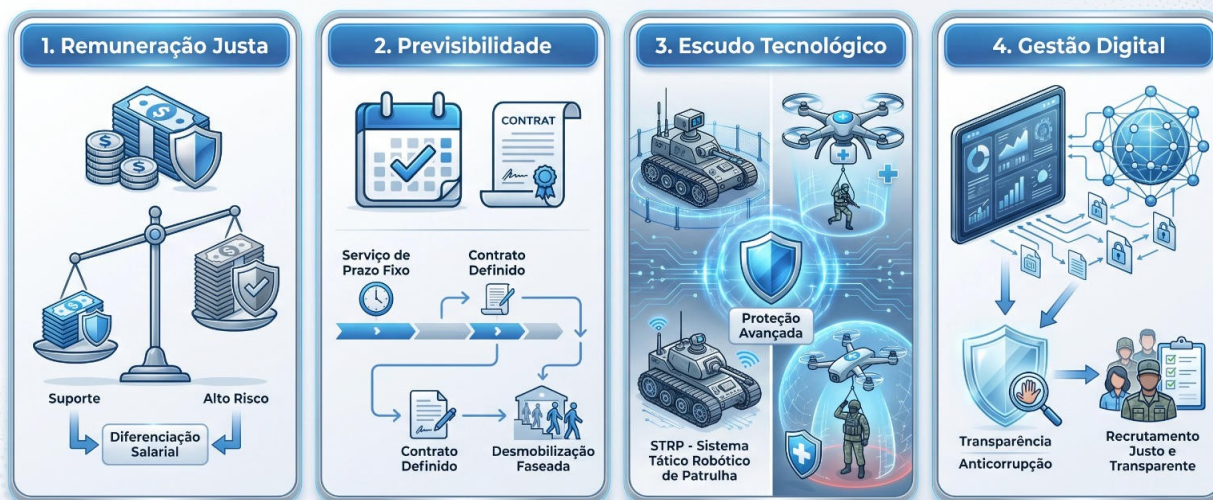 1. Remuneração Justa
Suporte
Alto Risco
Diferenciação
Salarial
2. Previsibilidade
CONTRAT
Serviço de
Prazo Fixo
Contrato
Definido
Contrato
Definido
Desmobilização
Faseada
3. Escudo Tecnológico
Proteção
Avançada
STRP - Sistema
Tático Robótico
de Patrulha
4. Gestão Digital
Transparência
Anticorrupção
Recrutamento
Justo e
Transparente